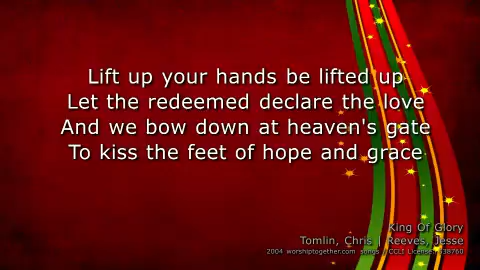 Lift up your hands be lifted up
Let the redeemed declare the love
And we bow down at heaven's gate
To kiss the feet of hope and grace
King Of Glory
Tomlin, Chris | Reeves, Jesse
2004 worshiptogether.com songs CCLI License